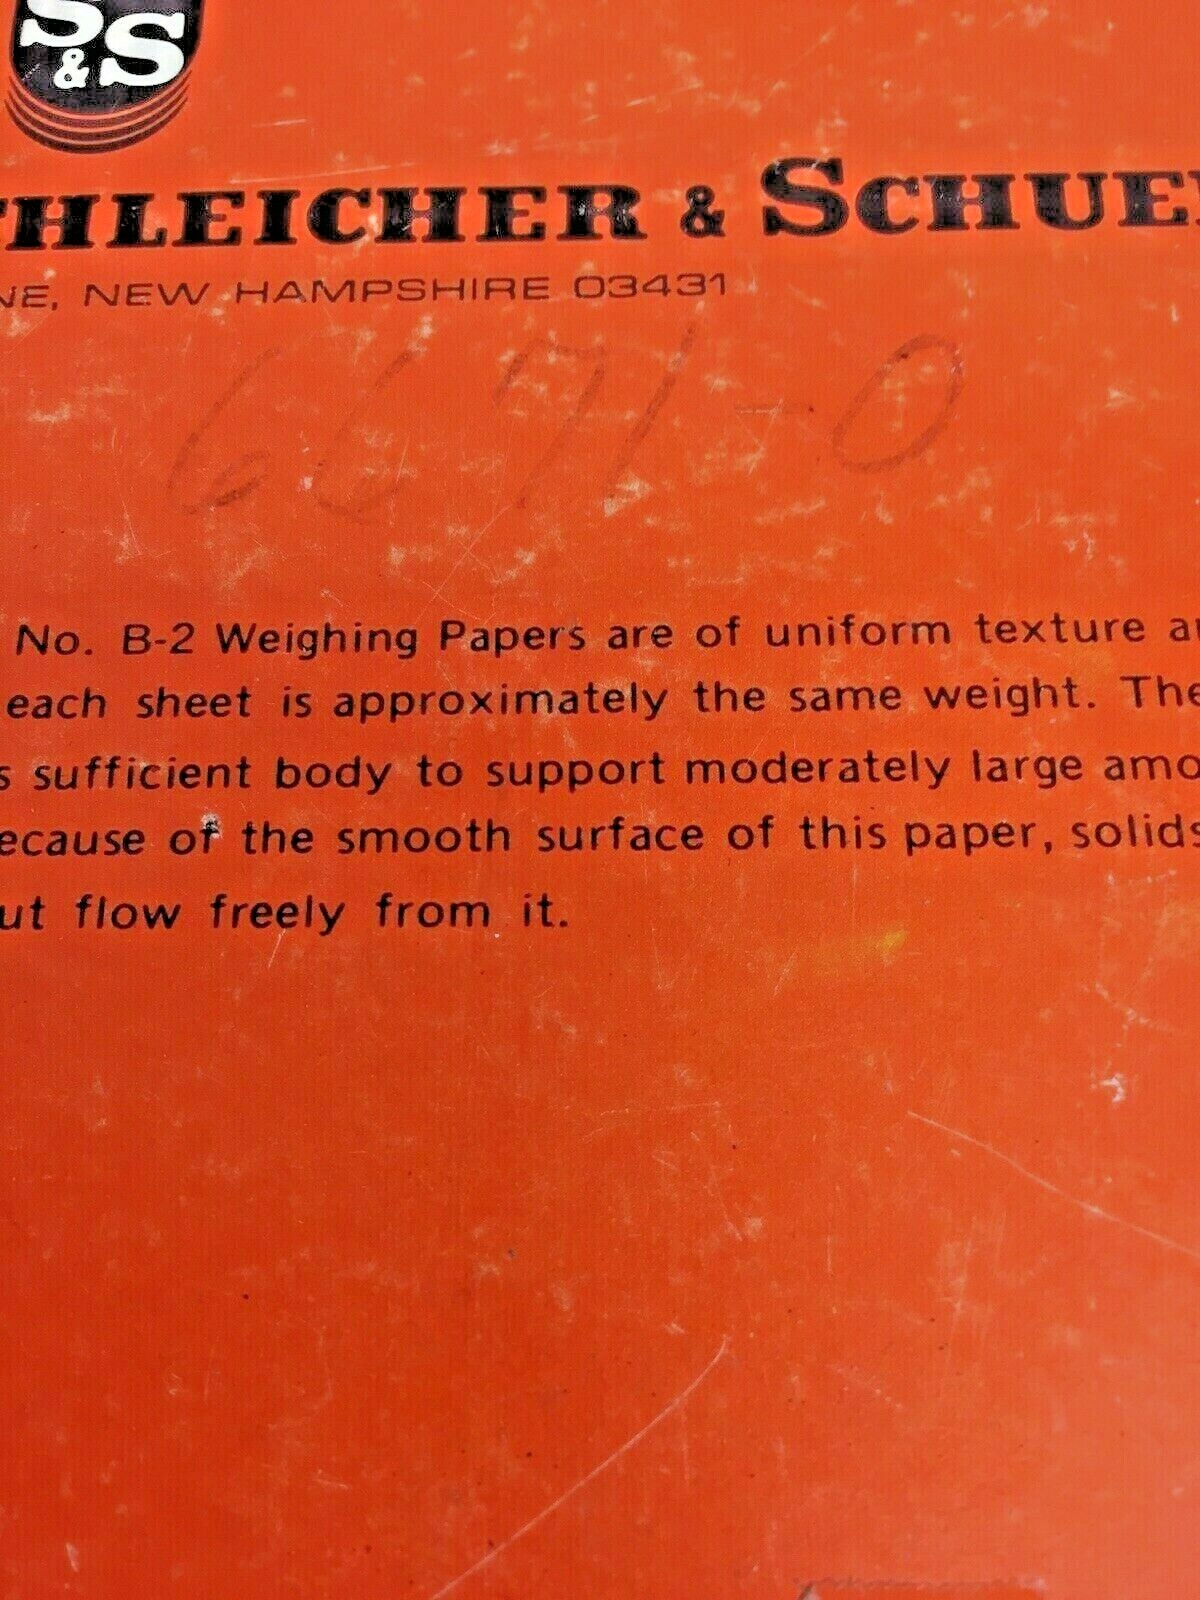 S&S
CHLEICHER & SCHUE
NE, NEW HAMPSHIRE 03431
6671-0
No. B-2 Weighing Papers are of uniform texture a
each sheet is approximately the same weight. The
s sufficient body to support moderately large amo
ecause of the smooth surface of this paper, solids
ut flow freely from it.